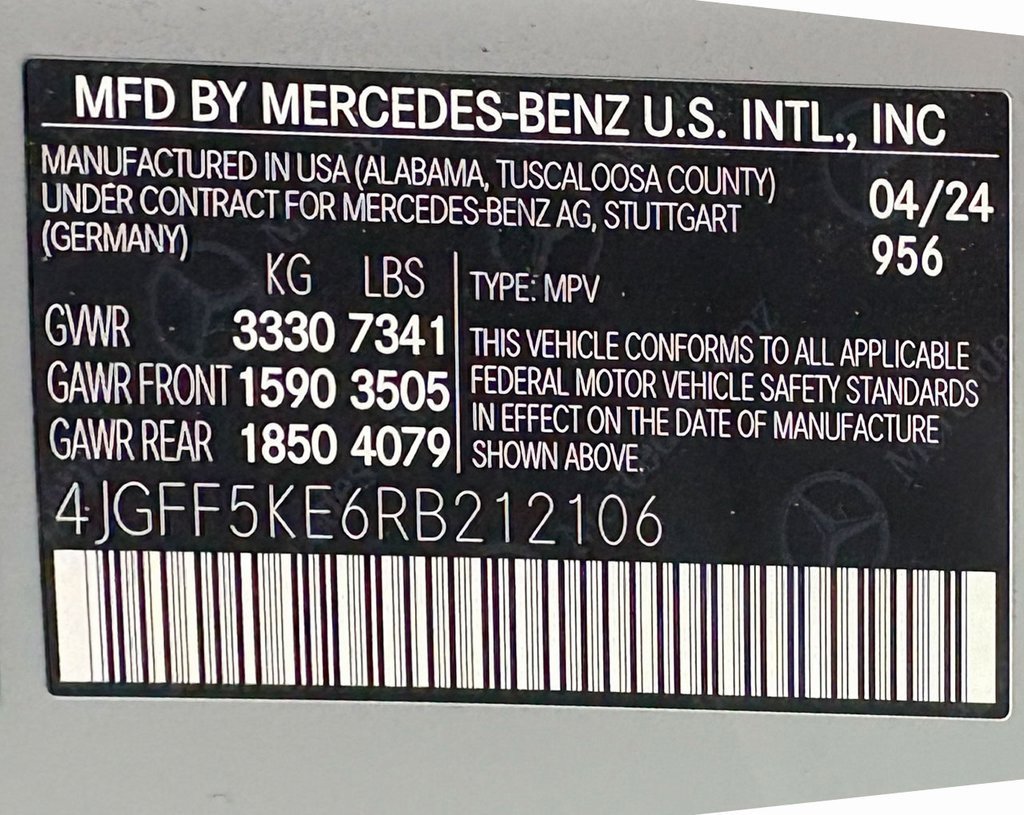 MFD BY MERCEDES-BENZ U.S. INTL., INC
MANUFACTURED IN USA (ALABAMA, TUSCALOOSA COUNTY)
UNDER CONTRACT FOR MERCEDES-BENZ AG, STUTTGART
(GERMANY)
04/24
956
KG LBS
GVWR 3330 7341
GAWR FRONT 1590 3505
GAWR REAR 1850 4079
TYPE: MPV
THIS VEHICLE CONFORMS TO ALL APPLICABLE
FEDERAL MOTOR VEHICLE SAFETY STANDARDS
IN EFFECT ON THE DATE OF MANUFACTURE
SHOWN ABOVE.
4JGFF5KE6RB212106